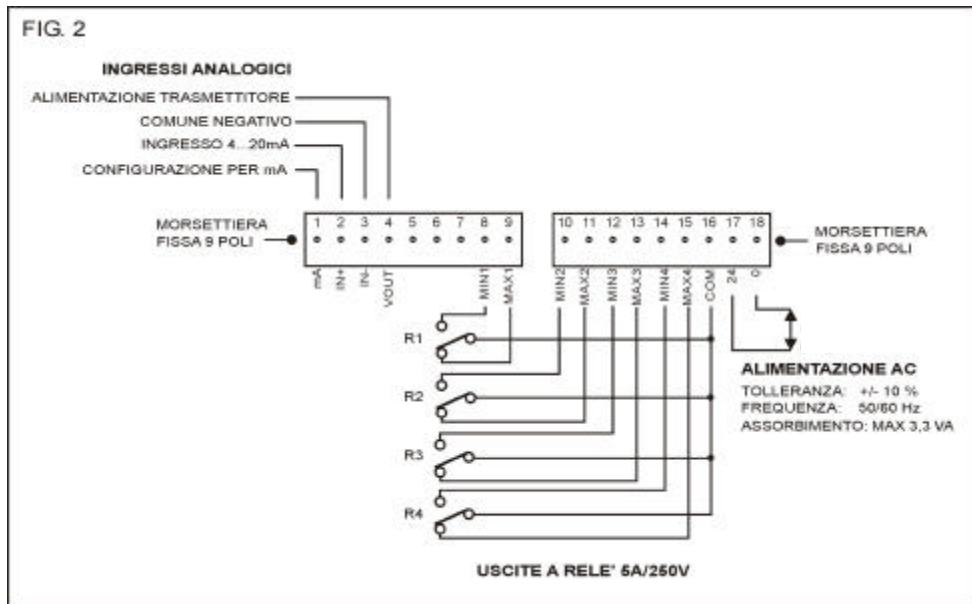 FIG. 2
INGRESSI ANALOGICI
ALIMENTAZIONE TRASMETTITORE
COMUNE NEGATIVO
INGRESSO 4...20mA
CONFIGURAZIONE PER mA
MORSETTIERA
FISSA 9 POLI
1 2 3 4 5 6 7 8 9
10 11 12 13 14 15 16 17 18
MORSETTIERA
FISSA 9 POLI
mA IN+ IN- VOUT MIN1 MAX1
MIN2 MAX2 MIN3 MAX3 MIN4 MAX4 COM 24 0
R1
R2
R3
R4
ALIMENTAZIONE AC
TOLLERANZA: +/- 10 %
FREQUENZA: 50/60 Hz
ASSORBIMENTO: MAX 3,3 VA
USCITE A RELE' 5A/250V